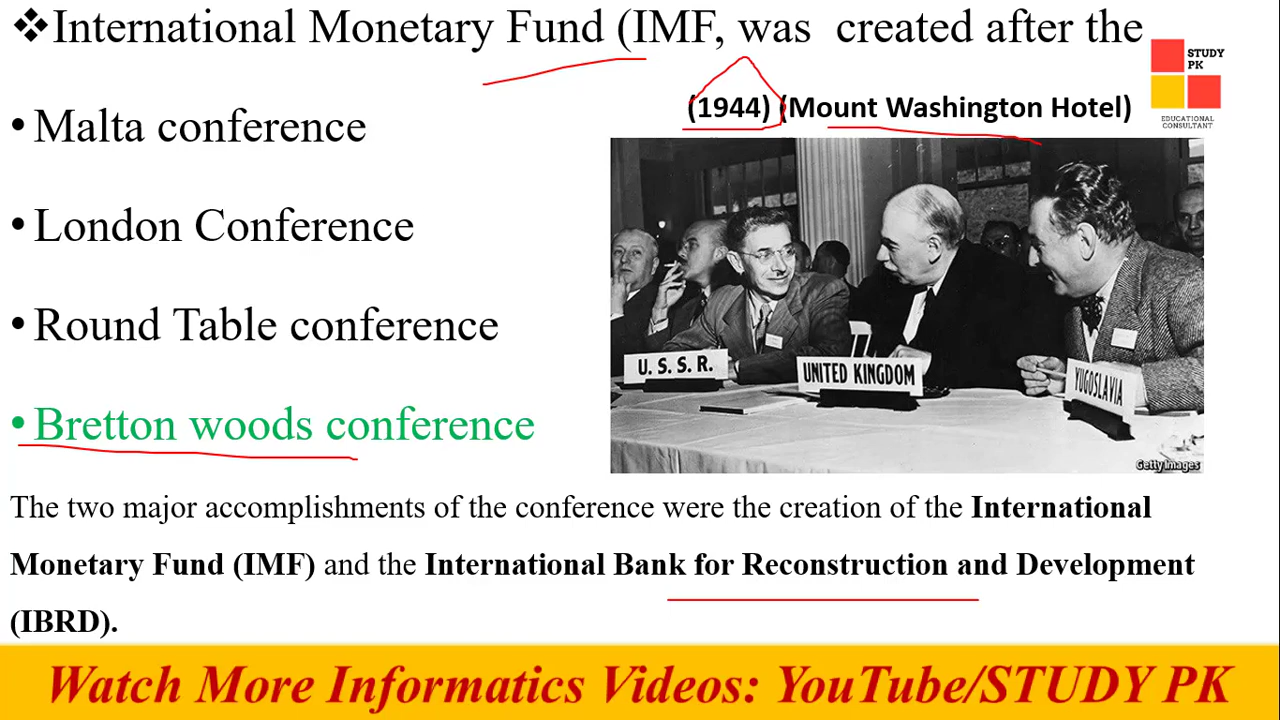 ❖International Monetary Fund (IMF, was created after the
STUDY
PK
EDUCATIONAL
CONSULTANT
(1944) (Mount Washington Hotel)
• Malta conference
• London Conference
• Round Table conference
• Bretton woods conference
U. S. S. R.
UNITED KINGDOM
YUGOSLAVIA
Getty Images
The two major accomplishments of the conference were the creation of the International
Monetary Fund (IMF) and the International Bank for Reconstruction and Development
(IBRD).
Watch More Informatics Videos: YouTube/STUDY PK